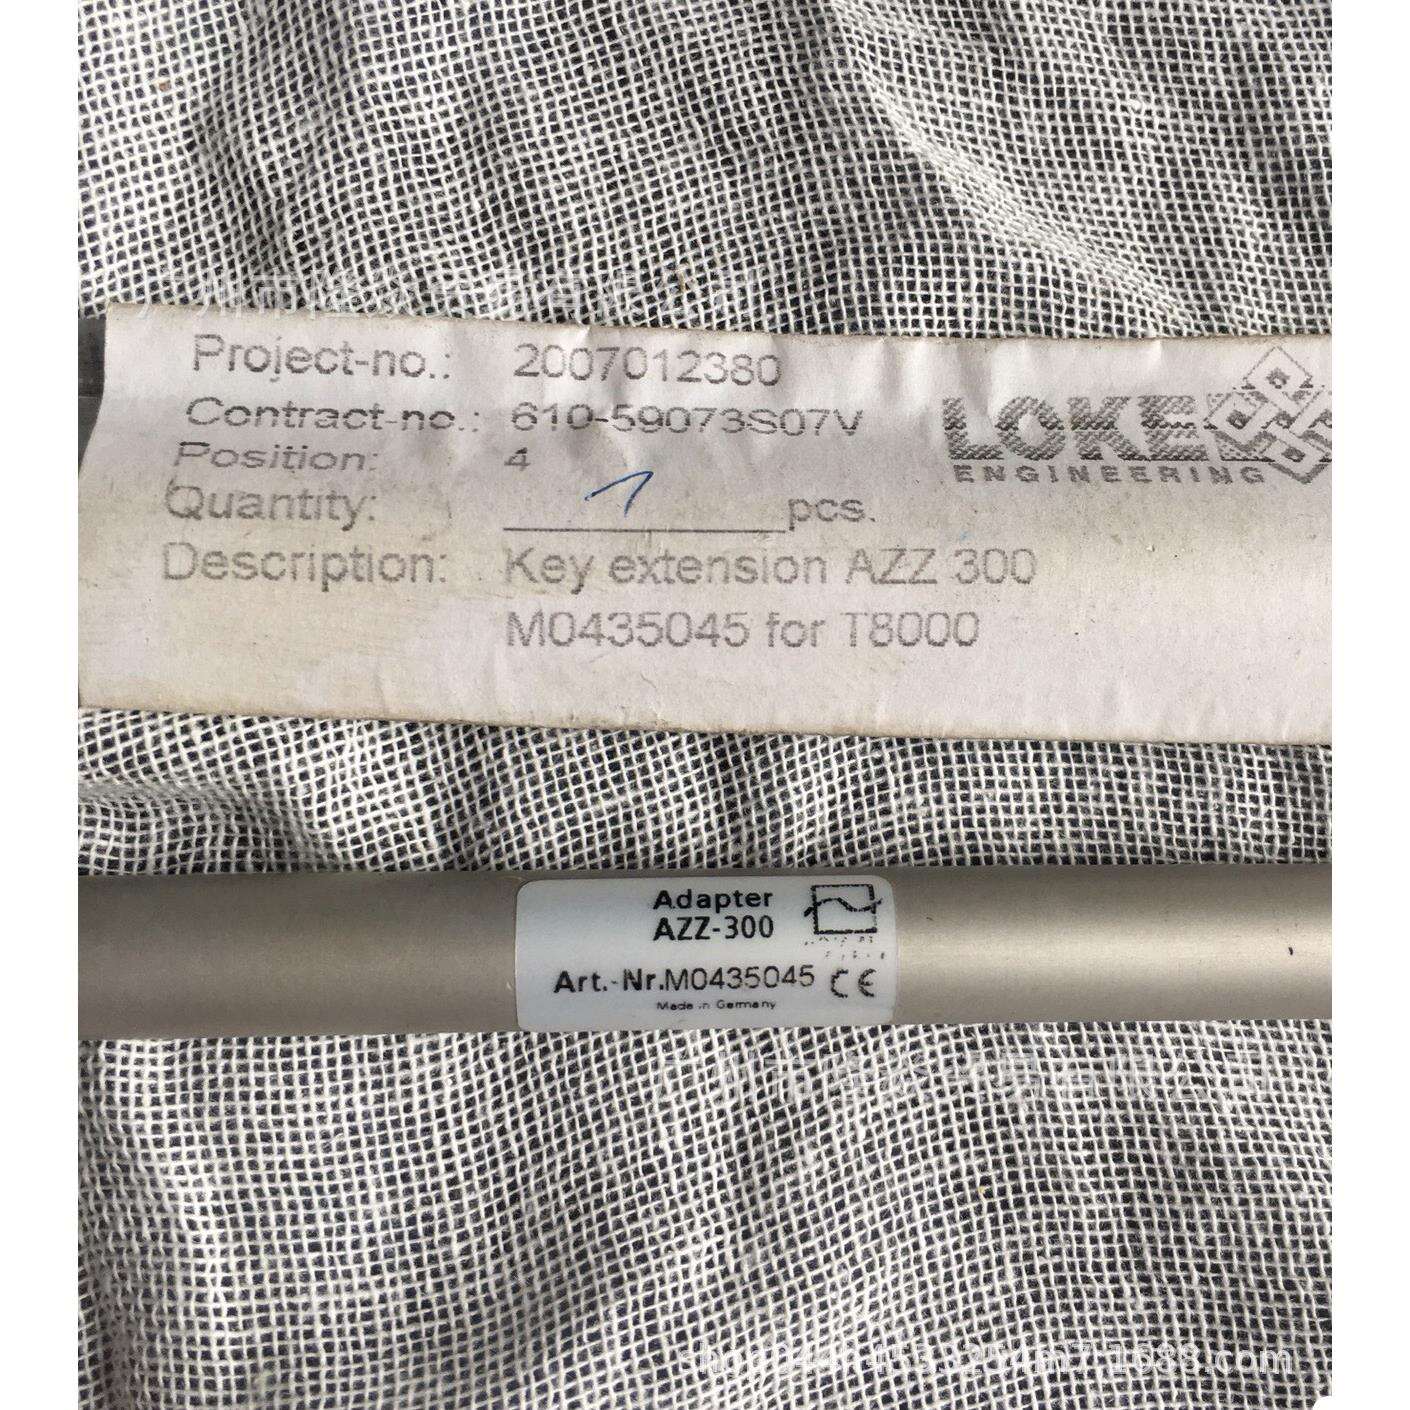 Project-no.: 2007012380
Contract-no.: 610-59073S07V
Position: 4
Quantity: 1 pcs.
Description: Key extension AZZ 300
M0435045 for T8000
LOKE
ENGINEERING
Adapter
AZZ-300
Art.-Nr.M0435045 CE
Made in Germany